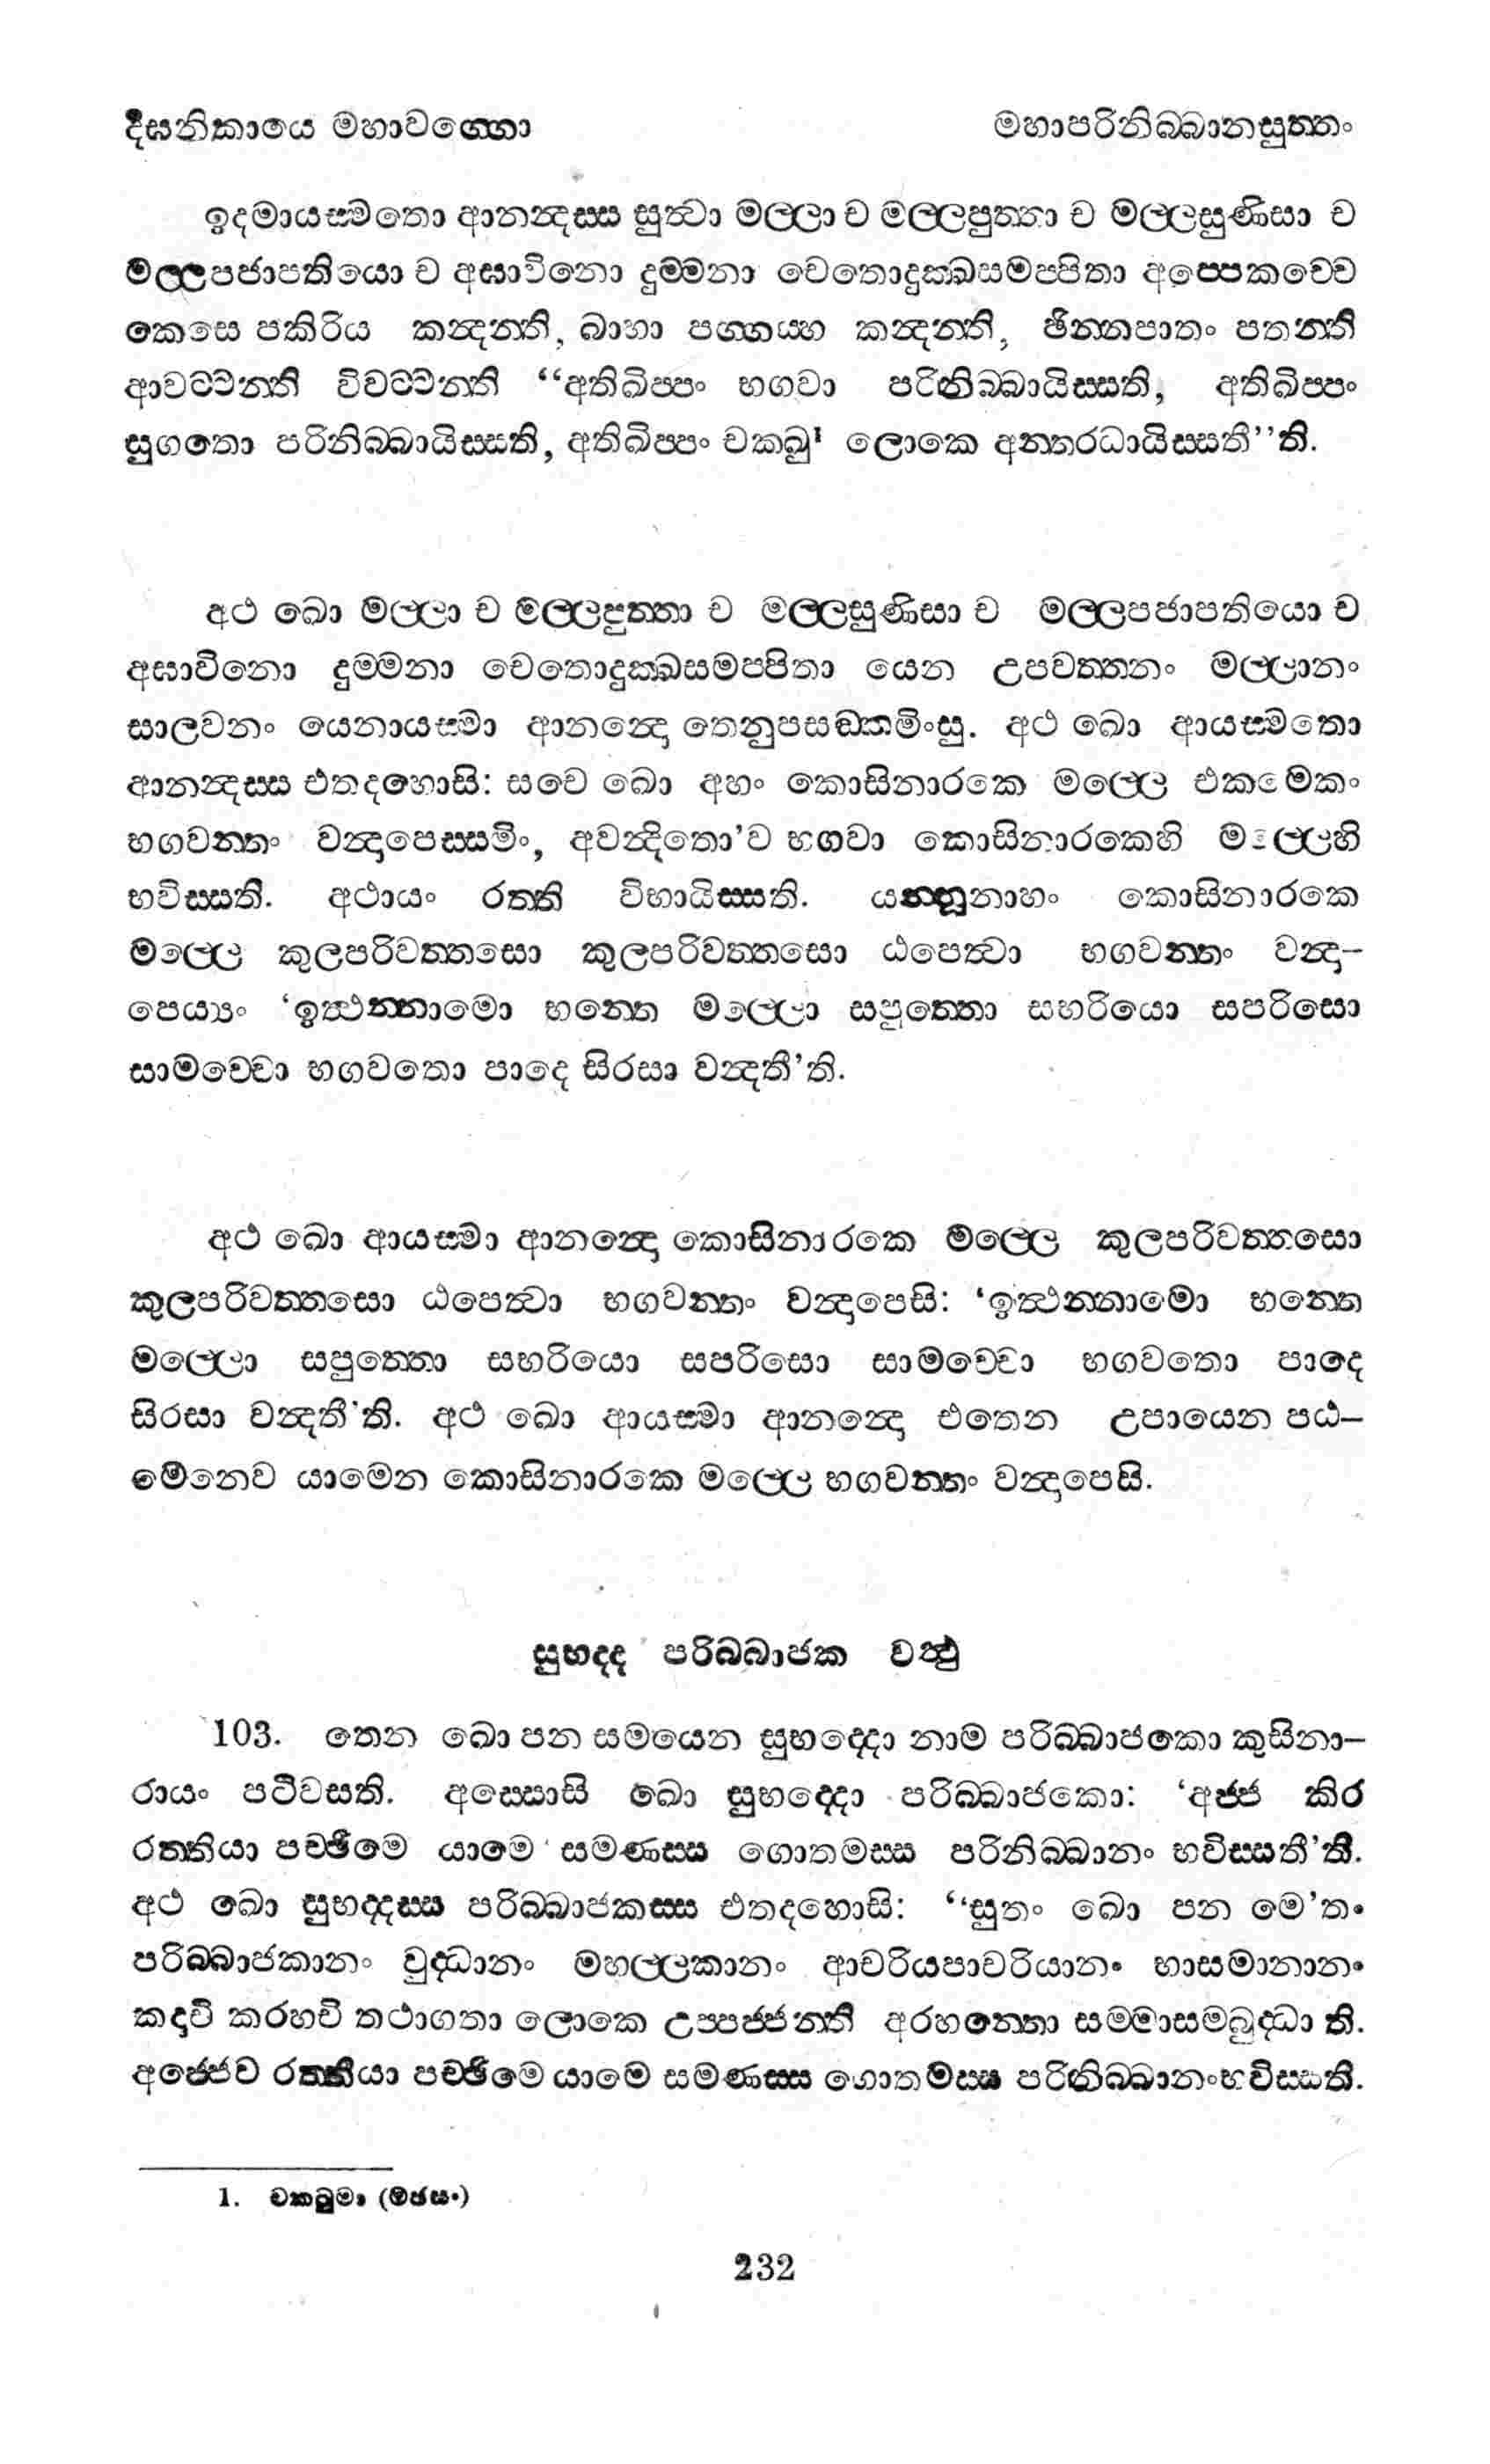 දීඝනිකායෙ මහාවග්ගො
මහාපරිනිබ්බානසුත්තං
ඉදමායස්මතො ආනන්දස්ස සුත්වා මල්ලා ච මල්ලපුත්තා ච මල්ලසුණිසා ච
මල්ලපජාපතියො ච අඝාවිනො දුම්මනා චෙතොදුක්ඛසමප්පිතා අප්පෙකච්චෙ
කෙසෙ පකිරිය කන්දන්ති, බාහා පග්ගය්හ කන්දන්ති, ඡින්නපාතං පතන්ති
ආවට්ටන්ති විවට්ටන්ති “අතිඛිප්පං භගවා පරිනිබ්බායිස්සති, අතිඛිප්පං
සුගතො පරිනිබ්බායිස්සති, අතිඛිප්පං චක්ඛු¹ ලොකෙ අන්තරධායිස්සතී”ති.
අථ ඛො මල්ලා ච මල්ලපුත්තා ච මල්ලසුණිසා ච මල්ලපජාපතියො ච
අඝාවිනො දුම්මනා චෙතොදුක්ඛසමප්පිතා යෙන උපවත්තනං මල්ලානං
සාලවනං යෙනායස්මා ආනන්දො තෙනුපසඞ්කමිංසු. අථ ඛො ආයස්මතො
ආනන්දස්ස එතදහොසි: සචෙ ඛො අහං කොසිනාරකෙ මල්ලෙ එකමෙකං
භගවන්තං වන්දාපෙස්සමිං, අවන්දිතො’ව භගවා කොසිනාරකෙහි මල්ලෙහි
භවිස්සති. අථායං රත්ති විභායිස්සති. යන්නූනාහං කොසිනාරකෙ
මල්ලෙ කුලපරිවත්තසො කුලපරිවත්තසො ඨපෙත්වා භගවන්තං වන්දා–
පෙය්‍යං ‘ඉත්ථන්නාමො භන්තෙ මල්ලො සපුත්තො සභරියො සපරිසො
සාමච්චො භගවතො පාදෙ සිරසා වන්දතී’ති.
අථ ඛො ආයස්මා ආනන්දො කොසිනාරකෙ මල්ලෙ කුලපරිවත්තසො
කුලපරිවත්තසො ඨපෙත්වා භගවන්තං වන්දාපෙසි: ‘ඉත්ථන්නාමො භන්තෙ
මල්ලො සපුත්තො සභරියො සපරිසො සාමච්චො භගවතො පාදෙ
සිරසා වන්දතී’ති. අථ ඛො ආයස්මා ආනන්දො එතෙන උපායෙන පඨ–
මෙනෙව යාමෙන කොසිනාරකෙ මල්ලෙ භගවන්තං වන්දාපෙසි.
සුභද්ද පරිබ්බාජක වත්ථු
103. තෙන ඛො පන සමයෙන සුභද්දො නාම පරිබ්බාජකො කුසිනා–
රායං පටිවසති. අස්සොසි ඛො සුභද්දො පරිබ්බාජකො: ‘අජ්ජ කිර
රත්තියා පච්ඡිමෙ යාමෙ සමණස්ස ගොතමස්ස පරිනිබ්බානං භවිස්සතී’ති.
අථ ඛො සුභද්දස්ස පරිබ්බාජකස්ස එතදහොසි: “සුතං ඛො පන මෙ’තං
පරිබ්බාජකානං වුද්ධානං මහල්ලකානං ආචරියපාචරියානං භාසමානානං
කදාචි කරහචි තථාගතා ලොකෙ උප්පජ්ජන්ති අරහන්තො සම්මාසම්බුද්ධා ති.
අජ්ජෙව රත්තියා පච්ඡිමෙ යාමෙ සමණස්ස ගොතමස්ස පරිනිබ්බානංභවිස්සති.
1. චක්ඛුමා (මඡසං)
232